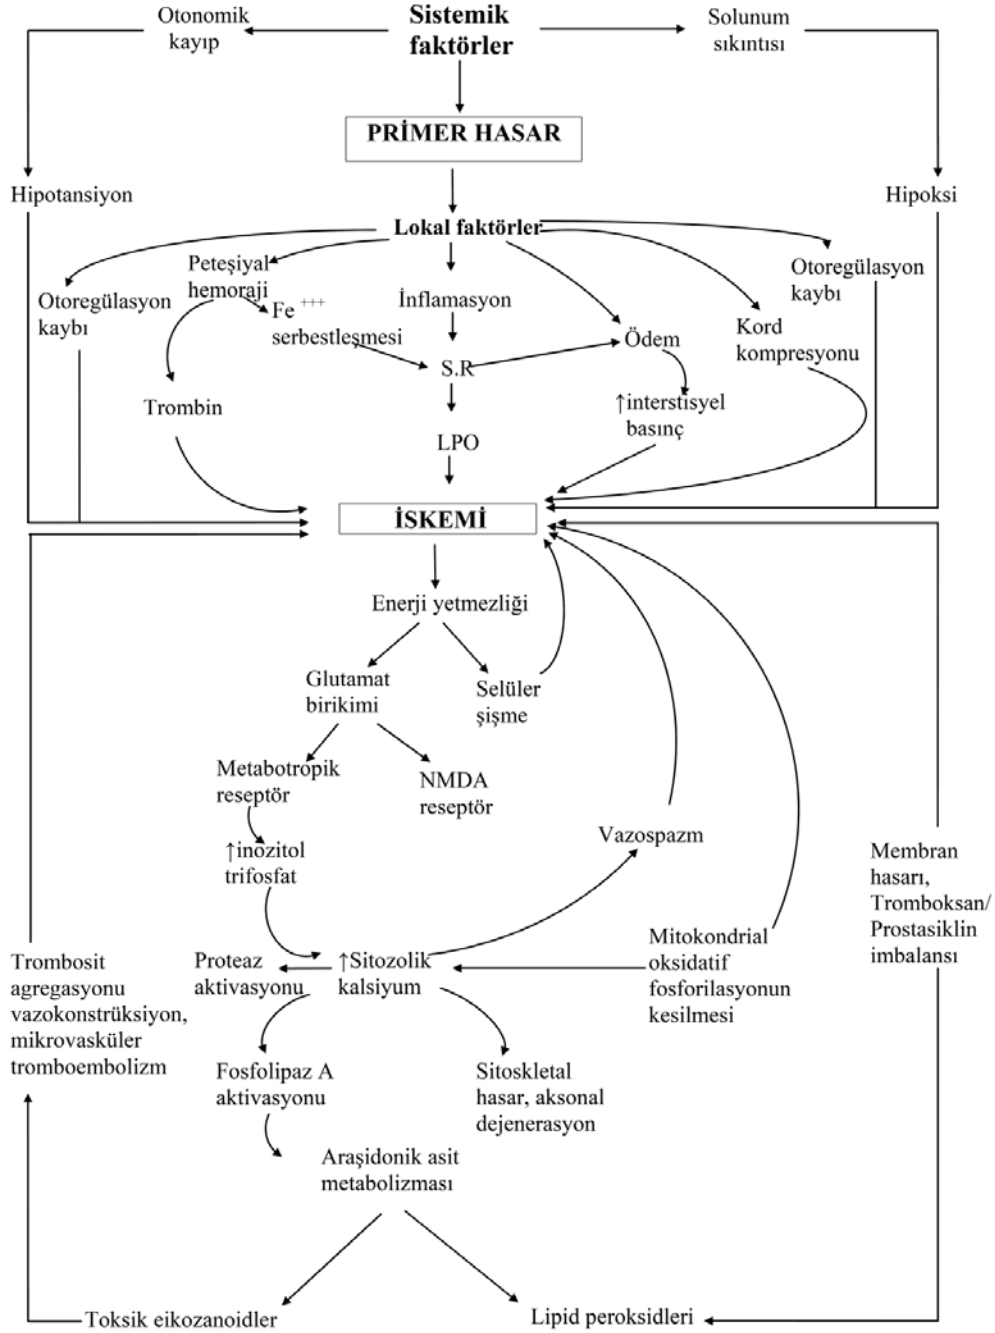 Otonomik
kayıp
Sistemik
faktörler
Solunum
sıkıntısı
PRİMER HASAR
Hipotansiyon
Hipoksi
Lokal faktörler
Peteşiyal
hemoraji
Otoregülasyon
kaybı
Otoregülasyon
kaybı
Fe +++
serbestleşmesi
İnflamasyon
Ödem
Kord
kompresyonu
S.R
Trombin
↑interstisyel
basınç
LPO
İSKEMİ
Enerji yetmezliği
Glutamat
birikimi
Selüler
şişme
Metabotropik
reseptör
NMDA
reseptör
↑inozitol
trifosfat
Vazospazm
Membran
hasarı,
Tromboksan/
Prostasiklin
imbalansı
Trombosit
agregasyonu
vazokonstrüksiyon,
mikrovasküler
tromboembolizm
Proteaz
aktivasyonu
↑Sitozolik
kalsiyum
Mitokondrial
oksidatif
fosforilasyonun
kesilmesi
Fosfolipaz A
aktivasyonu
Sitoskletal
hasar, aksonal
dejenerasyon
Araşidonik asit
metabolizması
Toksik eikozanoidler
Lipid peroksidleri